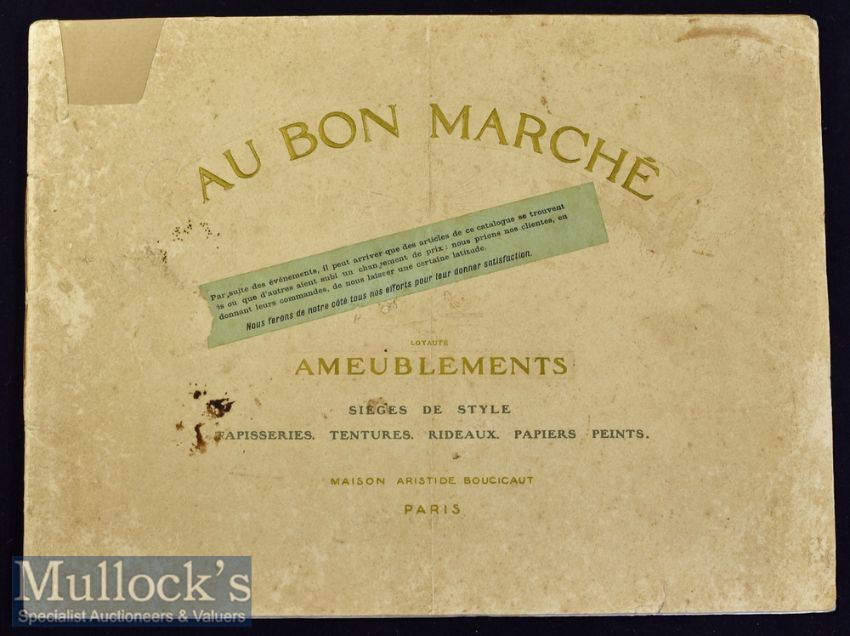 AU BON MARCHÉ
Par suite des événements, il peut arriver que des articles de ce catalogue se trouvent
is où que d'autres aient subi un changement de prix; nous prions nos clientes, en
donnant leurs commandes, de nous laisser une certaine latitude.
Nous ferons de notre côté tous nos efforts pour leur donner satisfaction.
LOYAUTÉ
AMEUBLEMENTS
SIÈGES DE STYLE
TAPISSERIES. TENTURES. RIDEAUX. PAPIERS PEINTS.
MAISON ARISTIDE BOUCICAUT
PARIS
Mullock's
Specialist Auctioneers & Valuers